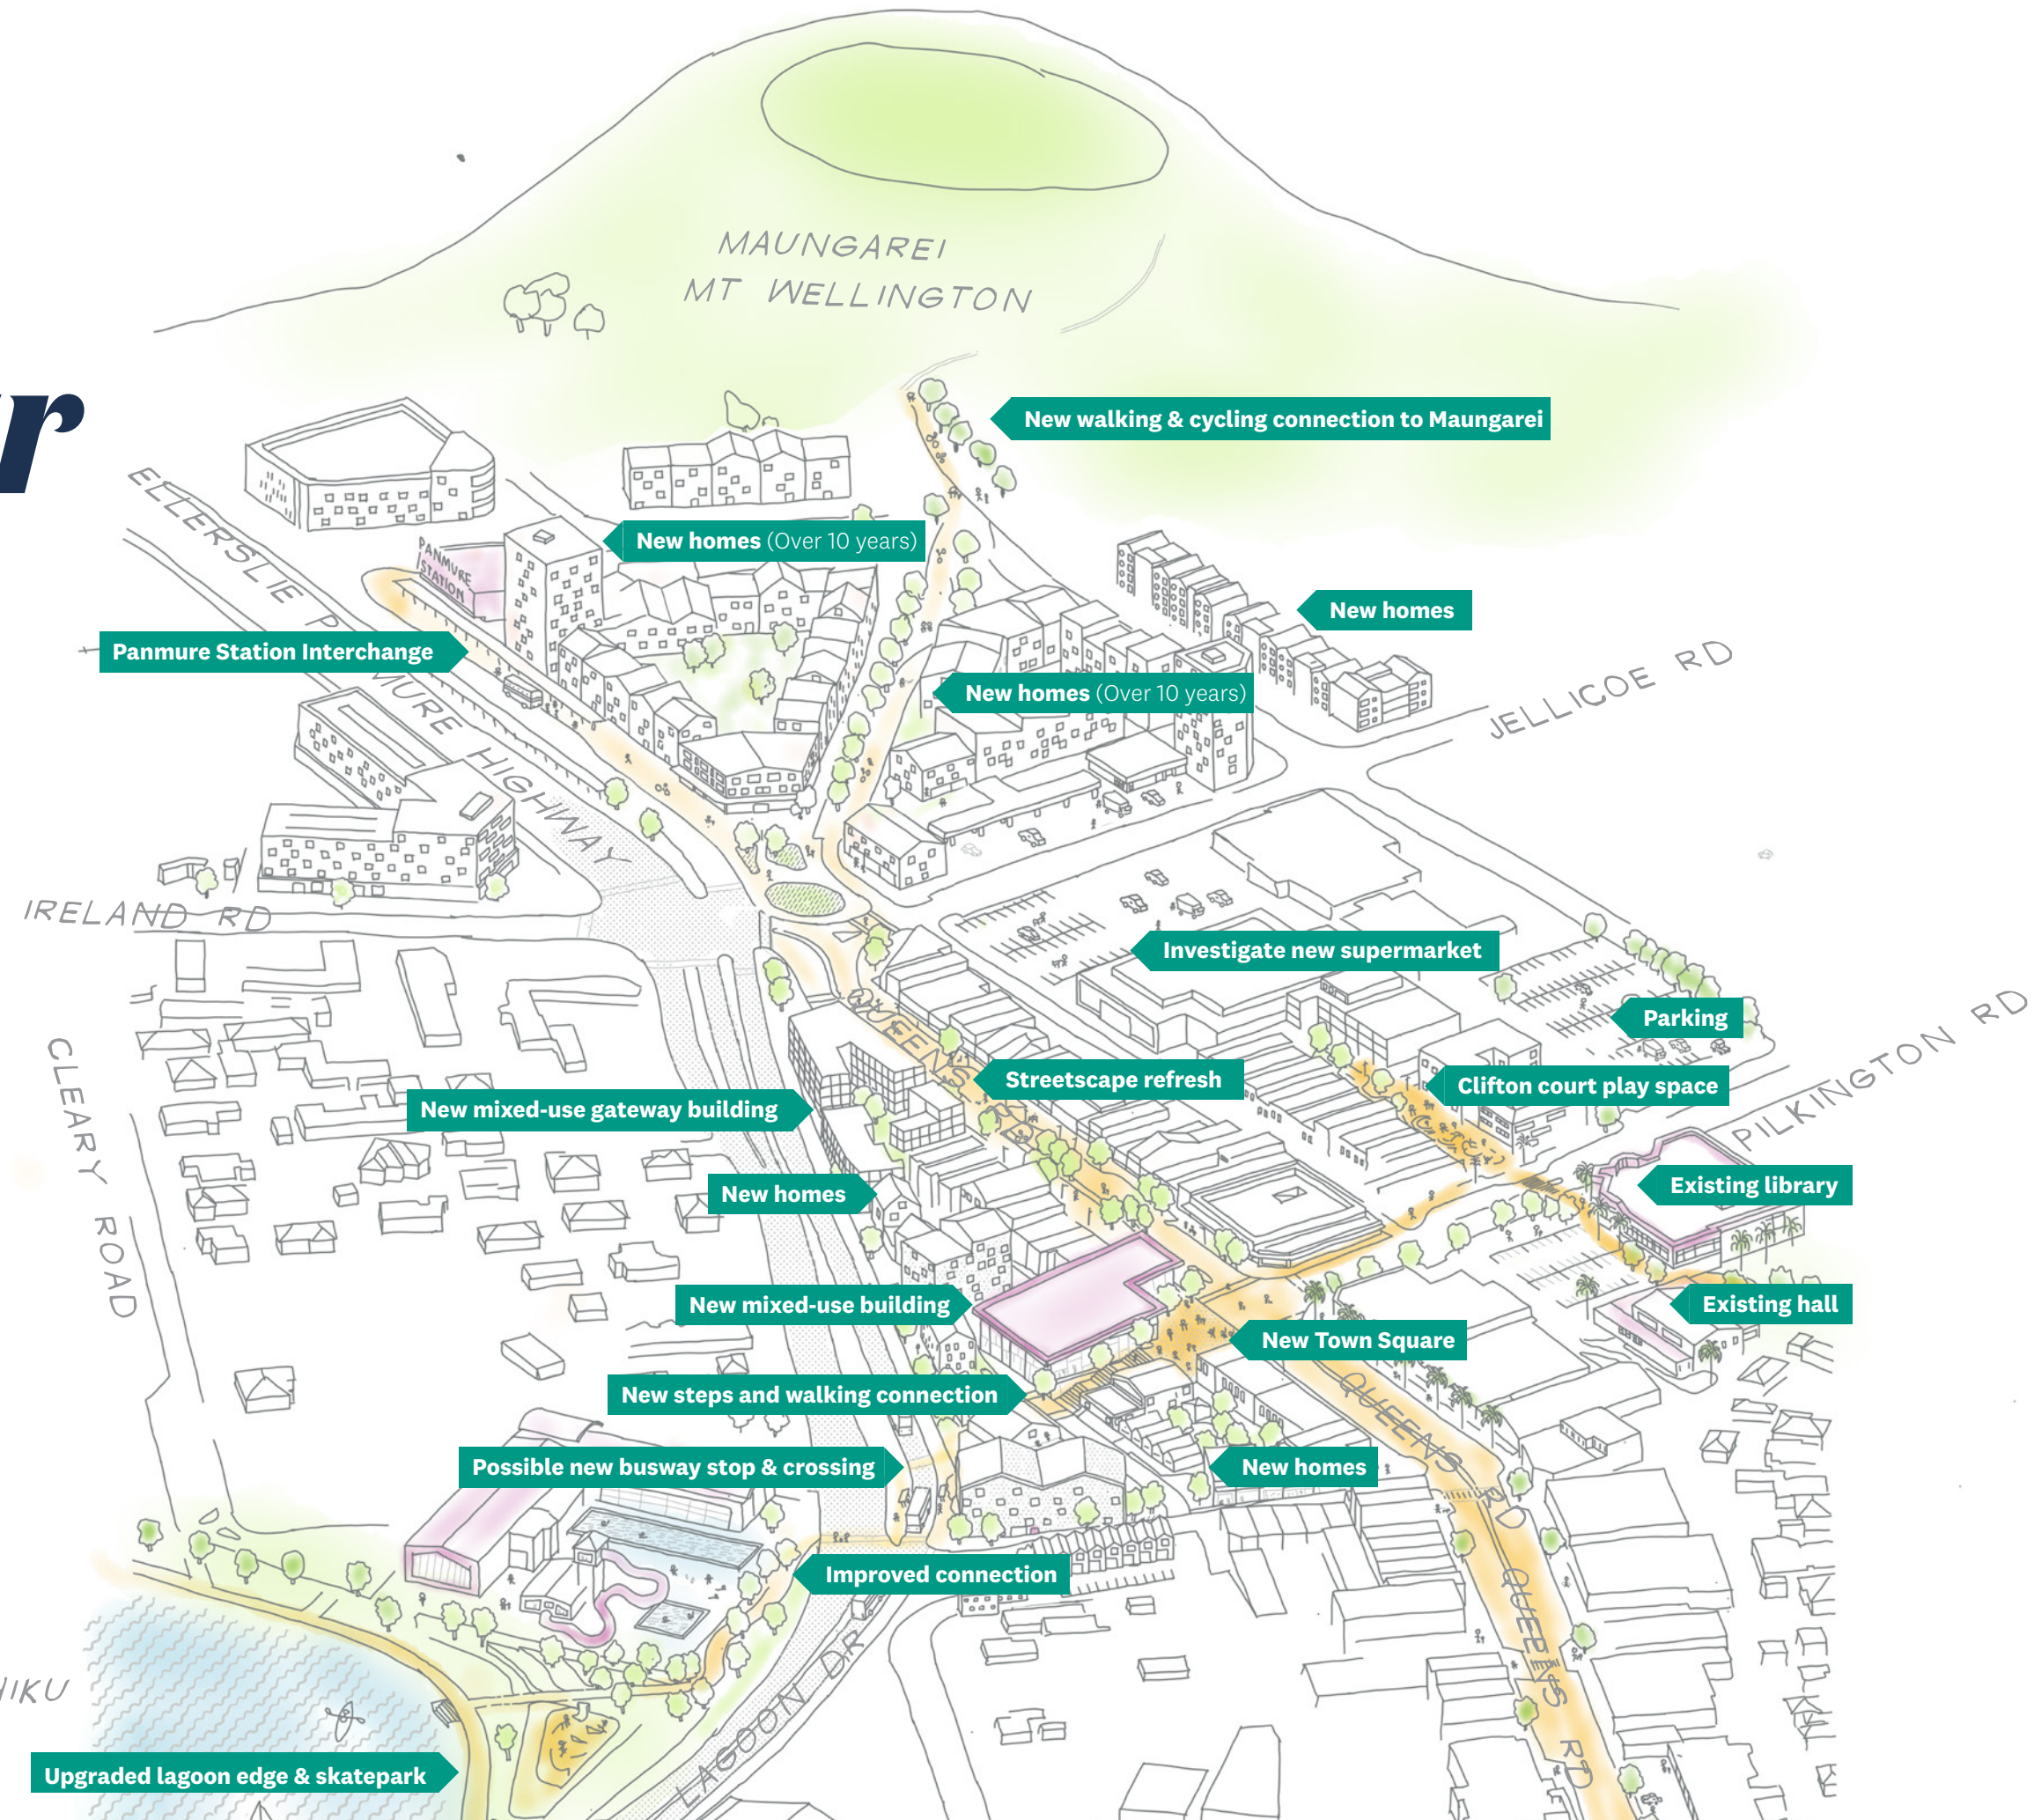 MAUNGAREI
MT WELLINGTON
New walking & cycling connection to Maungarei
ELLERSLIE PANMURE HIGHWAY
New homes (Over 10 years)
PANMURE
STATION
New homes
Panmure Station Interchange
New homes (Over 10 years)
JELLICOE RD
IRELAND RD
Investigate new supermarket
Parking
QUEENS RD
PILKINGTON RD
CLEARY ROAD
Streetscape refresh
Clifton court play space
New mixed-use gateway building
Existing library
New homes
New mixed-use building
Existing hall
New Town Square
New steps and walking connection
QUEENS RD
Possible new busway stop & crossing
New homes
Improved connection
QUEENS RD
LAGOON DR
Upgraded lagoon edge & skatepark